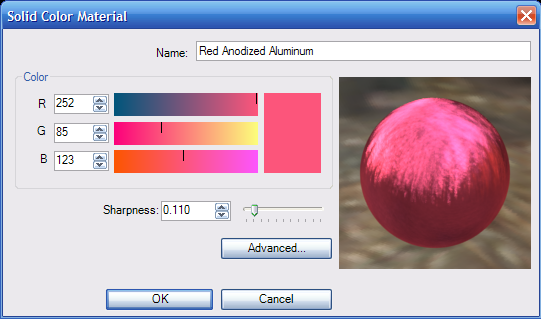 Solid Color Material
Name: Red Anodized Aluminum
Color
R 252
G 85
B 123
Sharpness: 0.110
Advanced...
OK Cancel